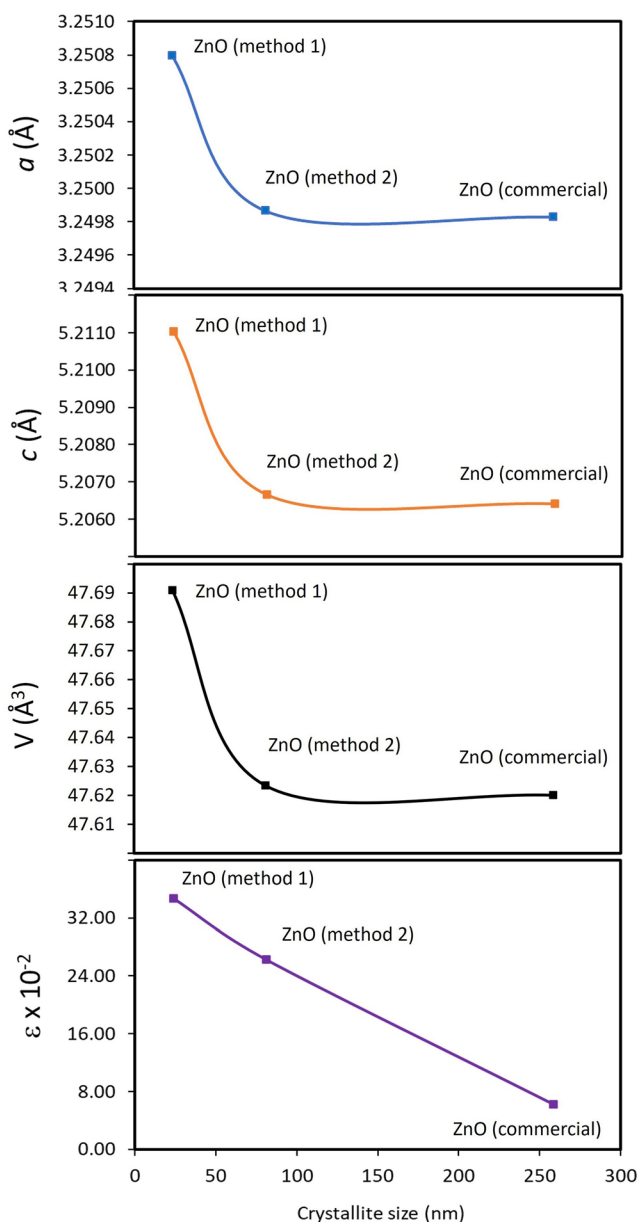 3.2510
3.2508
3.2506
3.2504
3.2502
3.2500
3.2498
3.2496
3.2494
a (Å)
ZnO (method 1)
ZnO (method 2)
ZnO (commercial)
5.2110
5.2100
5.2090
5.2080
5.2070
5.2060
c (Å)
ZnO (method 1)
ZnO (method 2)
ZnO (commercial)
47.69
47.68
47.67
47.66
47.65
47.64
47.63
47.62
47.61
V (Å³)
ZnO (method 1)
ZnO (method 2)
ZnO (commercial)
32.00
24.00
16.00
8.00
0.00
ε x 10⁻²
ZnO (method 1)
ZnO (method 2)
ZnO (commercial)
0 50 100 150 200 250 300
Crystallite size (nm)